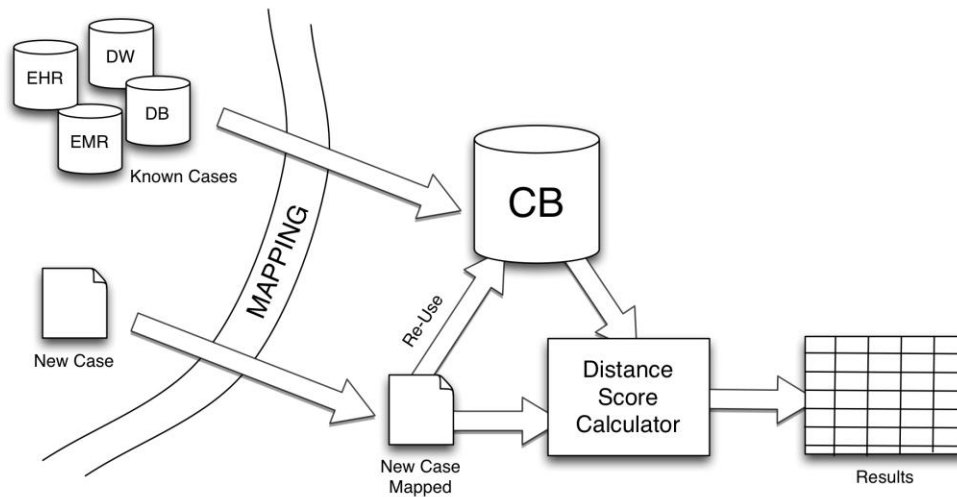 DW
EHR
DB
EMR
Known Cases
MAPPING
CB
New Case
Re-Use
New Case
Mapped
Distance
Score
Calculator
Results